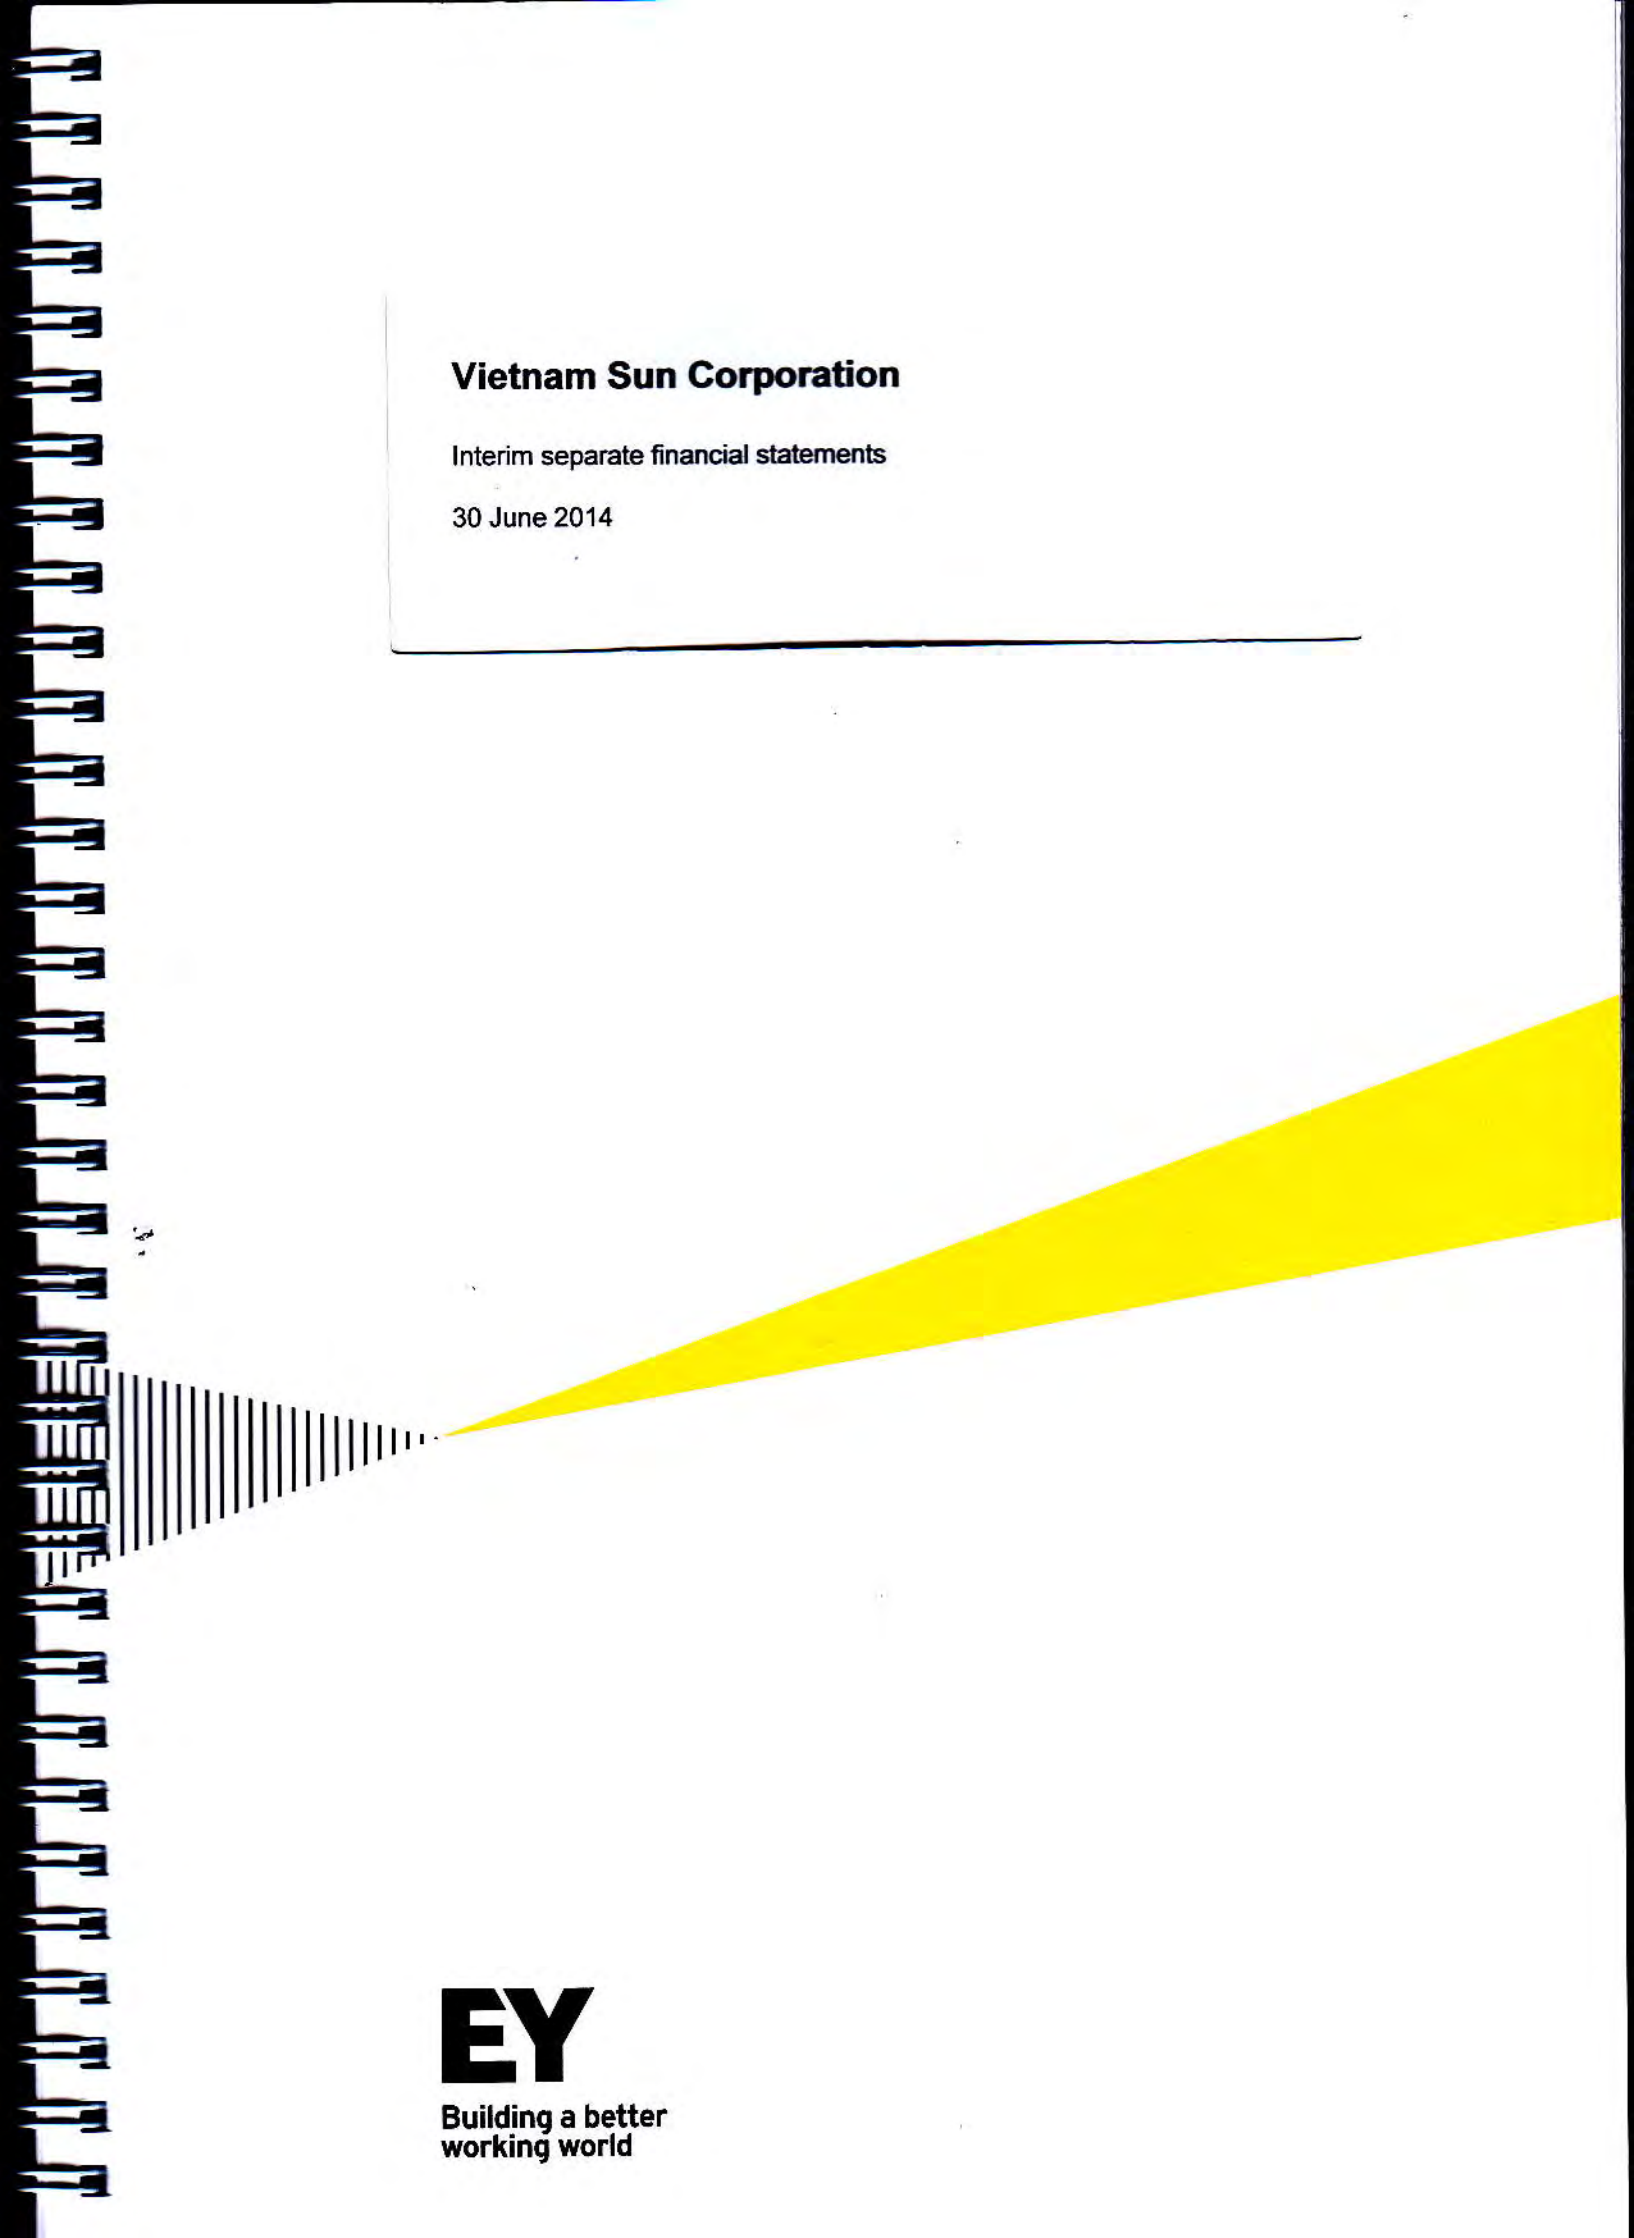 Vietnam Sun Corporation
Interim separate financial statements
30 June 2014
EY
Building a better
working world